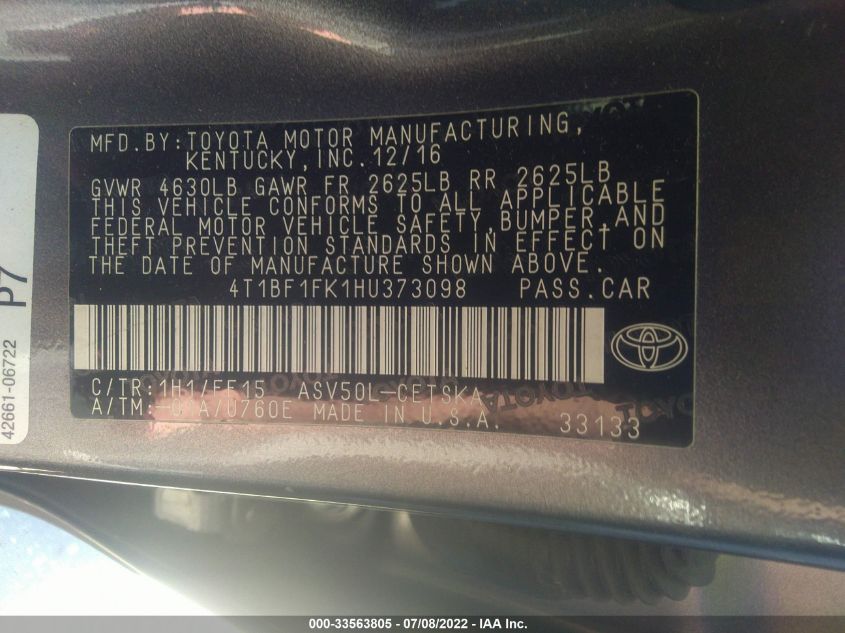 MFD.BY:TOYOTA MOTOR MANUFACTURING,
KENTUCKY,INC.12/16
GVWR 4630LB GAWR FR 2625LB RR 2625LB
THIS VEHICLE CONFORMS TO ALL APPLICABLE
FEDERAL MOTOR VEHICLE SAFETY,BUMPER,AND
THEFT PREVENTION STANDARDS IN EFFECT ON
THE DATE OF MANUFACTURE SHOWN ABOVE.
4T1BF1FK1HU373098 PASS.CAR
C/TR:1H1/FE15 ASV50L-CETSKA
A/TM:-01A/U760E MADE IN U.S.A. 33133
P7
42661-06722
000-33563805 - 07/08/2022 - IAA Inc.